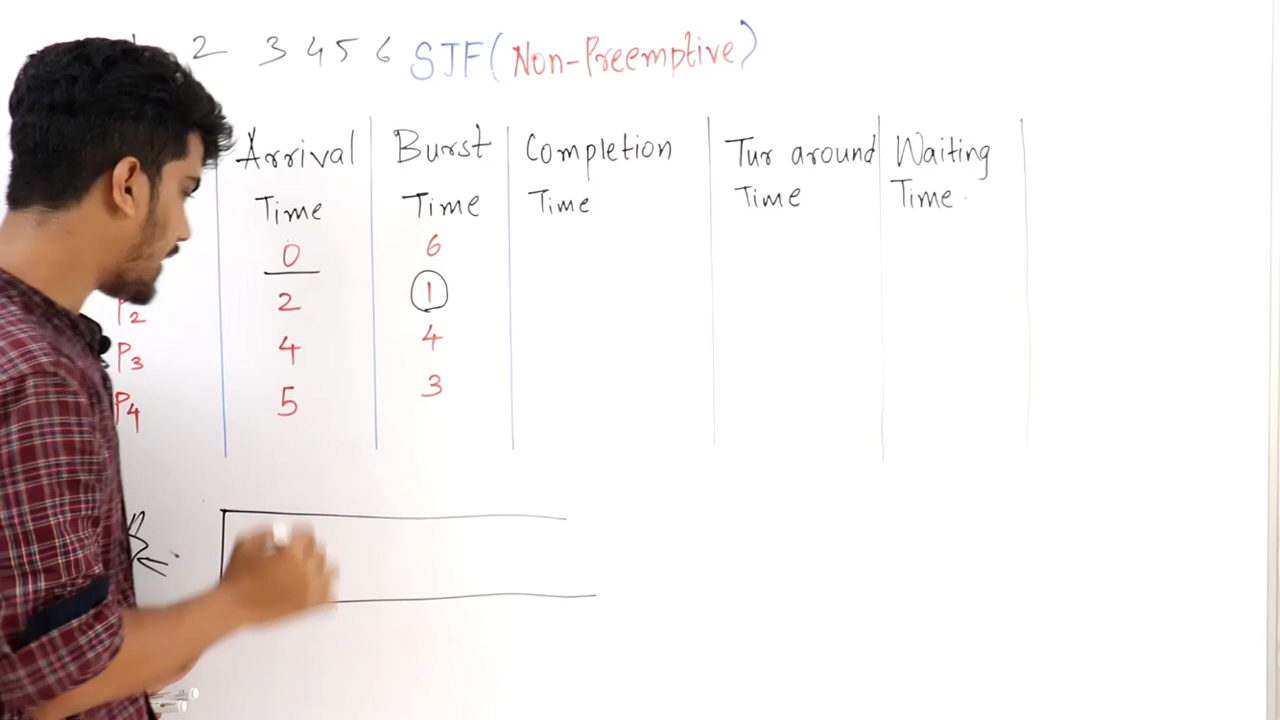 2 3 4 5 6 SJF (Non-Preemptive)
Arrival Time Burst Time Completion Time Tur around Time Waiting Time.
0 6
P2 2 1
P3 4 4
P4 5 3